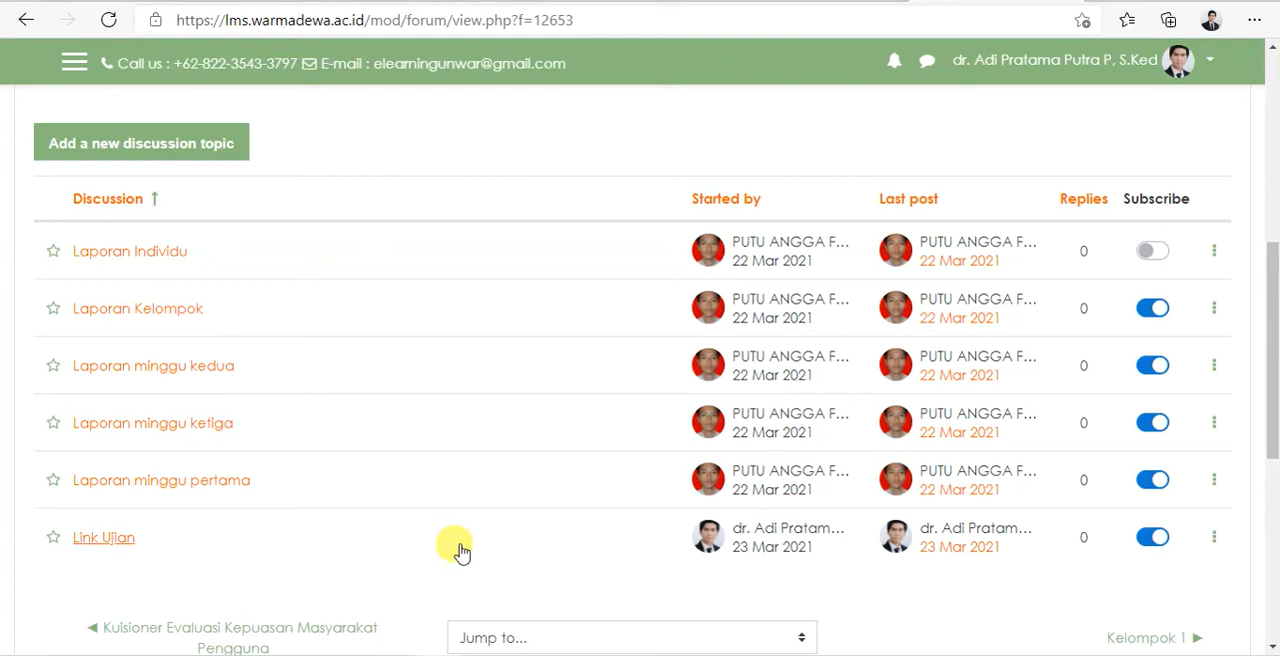 https://lms.warmadewa.ac.id/mod/forum/view.php?f=12653
Call us : +62-822-3543-3797 E-mail : elearningunwar@gmail.com
dr. Adi Pratama Putra P, S.Ked
Add a new discussion topic
Discussion ↑ Started by Last post Replies Subscribe
Laporan Individu PUTU ANGGA F... PUTU ANGGA F... 0
22 Mar 2021 22 Mar 2021
Laporan Kelompok PUTU ANGGA F... PUTU ANGGA F... 0
22 Mar 2021 22 Mar 2021
Laporan minggu kedua PUTU ANGGA F... PUTU ANGGA F... 0
22 Mar 2021 22 Mar 2021
Laporan minggu ketiga PUTU ANGGA F... PUTU ANGGA F... 0
22 Mar 2021 22 Mar 2021
Laporan minggu pertama PUTU ANGGA F... PUTU ANGGA F... 0
22 Mar 2021 22 Mar 2021
Link Ujian dr. Adi Pratam... dr. Adi Pratam... 0
23 Mar 2021 23 Mar 2021
◀ Kuisioner Evaluasi Kepuasan Masyarakat
Pengguna
Jump to...
Kelompok 1 ▶